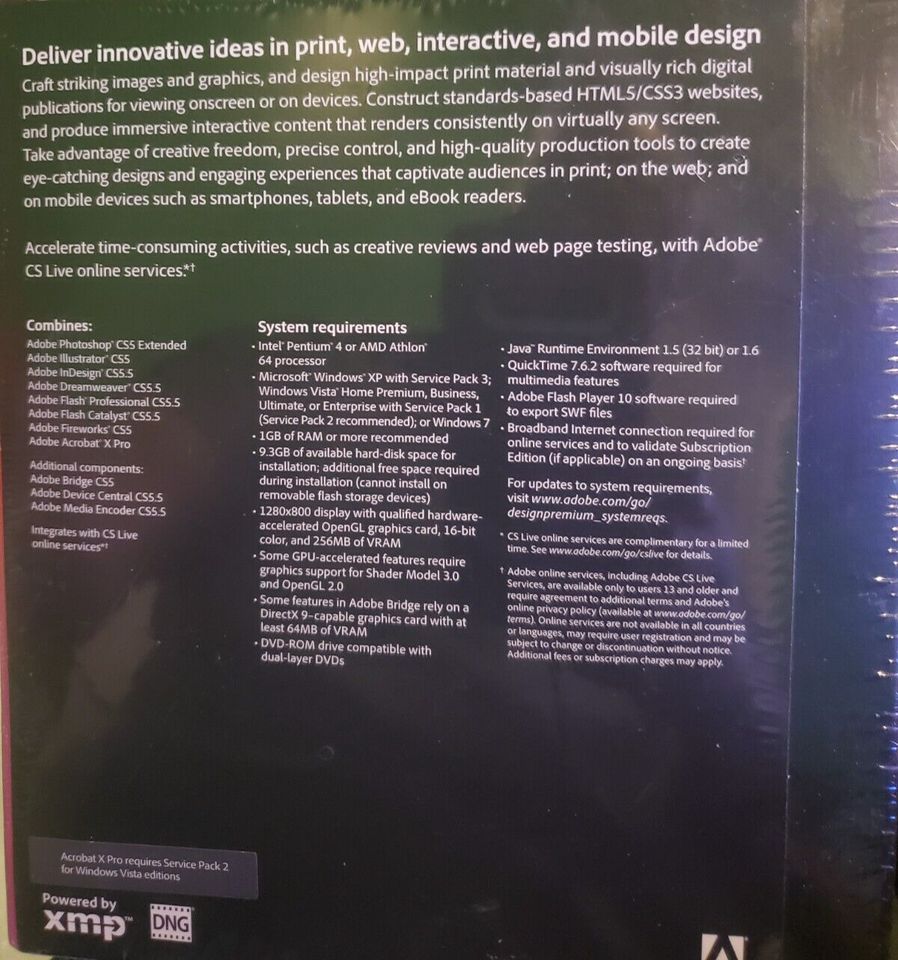 Deliver innovative ideas in print, web, interactive, and mobile design
Craft striking images and graphics, and design high-impact print material and visually rich digital
publications for viewing onscreen or on devices. Construct standards-based HTML5/CSS3 websites,
and produce immersive interactive content that renders consistently on virtually any screen.
Take advantage of creative freedom, precise control, and high-quality production tools to create
eye-catching designs and engaging experiences that captivate audiences in print; on the web; and
on mobile devices such as smartphones, tablets, and eBook readers.
Accelerate time-consuming activities, such as creative reviews and web page testing, with Adobe®
CS Live online services.*†
Combines:
Adobe Photoshop® CS5 Extended
Adobe Illustrator® CS5
Adobe InDesign® CS5.5
Adobe Dreamweaver® CS5.5
Adobe Flash® Professional CS5.5
Adobe Flash Catalyst® CS5.5
Adobe Fireworks® CS5
Adobe Acrobat® X Pro
Additional components:
Adobe Bridge CS5
Adobe Device Central CS5.5
Adobe Media Encoder CS5.5
Integrates with CS Live
online services*†
System requirements
• Intel® Pentium® 4 or AMD Athlon®
64 processor
• Microsoft® Windows® XP with Service Pack 3;
Windows Vista® Home Premium, Business,
Ultimate, or Enterprise with Service Pack 1
(Service Pack 2 recommended); or Windows 7
• 1GB of RAM or more recommended
• 9.3GB of available hard-disk space for
installation; additional free space required
during installation (cannot install on
removable flash storage devices)
• 1280x800 display with qualified hardware-
accelerated OpenGL graphics card, 16-bit
color, and 256MB of VRAM
• Some GPU-accelerated features require
graphics support for Shader Model 3.0
and OpenGL 2.0
• Some features in Adobe Bridge rely on a
DirectX 9–capable graphics card with at
least 64MB of VRAM
• DVD-ROM drive compatible with
dual-layer DVDs
• Java™ Runtime Environment 1.5 (32 bit) or 1.6
• QuickTime 7.6.2 software required for
multimedia features
• Adobe Flash Player 10 software required
to export SWF files
• Broadband Internet connection required for
online services and to validate Subscription
Edition (if applicable) on an ongoing basis†
For updates to system requirements,
visit www.adobe.com/go/
designpremium_systemreqs.
* CS Live online services are complimentary for a limited
time. See www.adobe.com/go/cslive for details.
† Adobe online services, including Adobe CS Live
Services, are available only to users 13 and older and
require agreement to additional terms and Adobe's
online privacy policy (available at www.adobe.com/go/
terms). Online services are not available in all countries
or languages, may require user registration and may be
subject to change or discontinuation without notice.
Additional fees or subscription charges may apply.
Acrobat X Pro requires Service Pack 2
for Windows Vista editions
Powered by
xmp™
DNG